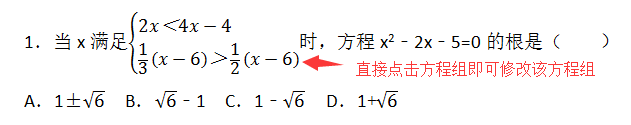 1. 当 x 满足{2x<4x﹣4
1/3(x﹣6)>1/2(x﹣6) 时，方程 x²﹣2x﹣5=0 的根是（　　）
直接点击方程组即可修改该方程组
A. 1±√6 B. √6﹣1 C. 1﹣√6 D. 1+√6